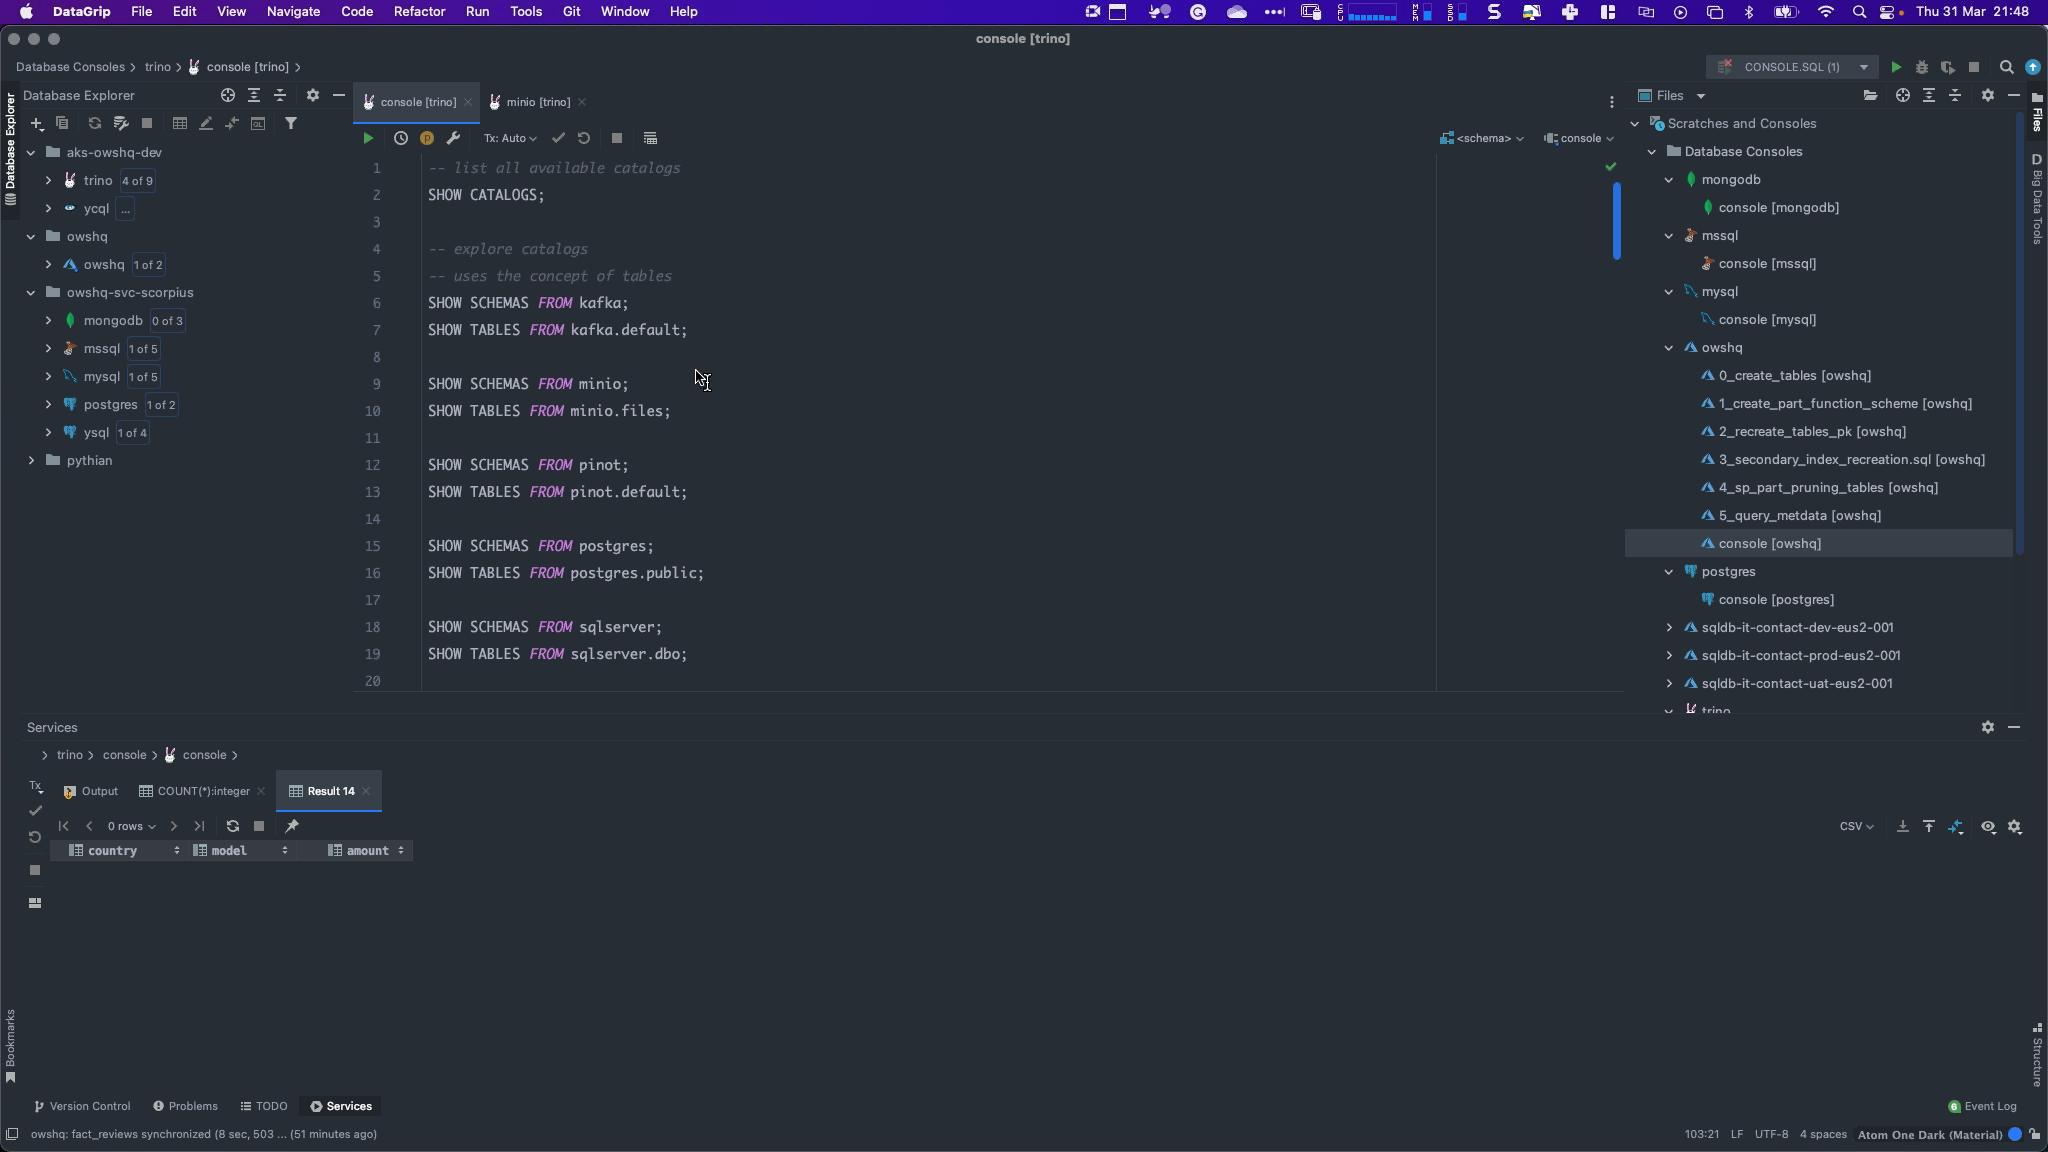 DataGrip File Edit View Navigate Code Refactor Run Tools Git Window Help
Thu 31 Mar 21:48
console [trino]
Database Consoles trino console [trino]
CONSOLE.SQL (1)
Database Explorer
Database Explorer
aks-owshq-dev
trino 4 of 9
ycql ...
owshq
owshq 1 of 2
owshq-svc-scorpius
mongodb 0 of 3
mssql 1 of 5
mysql 1 of 5
postgres 1 of 2
ysql 1 of 4
pythian
console [trino] minio [trino]
Tx: Auto
<schema> console
1 -- list all available catalogs
2 SHOW CATALOGS;
3
4 -- explore catalogs
5 -- uses the concept of tables
6 SHOW SCHEMAS FROM kafka;
7 SHOW TABLES FROM kafka.default;
8
9 SHOW SCHEMAS FROM minio;
10 SHOW TABLES FROM minio.files;
11
12 SHOW SCHEMAS FROM pinot;
13 SHOW TABLES FROM pinot.default;
14
15 SHOW SCHEMAS FROM postgres;
16 SHOW TABLES FROM postgres.public;
17
18 SHOW SCHEMAS FROM sqlserver;
19 SHOW TABLES FROM sqlserver.dbo;
20
Files
Scratches and Consoles
Database Consoles
mongodb
console [mongodb]
mssql
console [mssql]
mysql
console [mysql]
owshq
0_create_tables [owshq]
1_create_part_function_scheme [owshq]
2_recreate_tables_pk [owshq]
3_secondary_index_recreation.sql [owshq]
4_sp_part_pruning_tables [owshq]
5_query_metdata [owshq]
console [owshq]
postgres
console [postgres]
sqldb-it-contact-dev-eus2-001
sqldb-it-contact-prod-eus2-001
sqldb-it-contact-uat-eus2-001
trino
Files
D
Big Data Tools
Services
trino console console
Tx
Output COUNT(*):integer Result 14
0 rows
CSV
country model amount
Bookmarks
Structure
Version Control Problems TODO Services
6 Event Log
owshq: fact_reviews synchronized (8 sec, 503 ... (51 minutes ago)
103:21 LF UTF-8 4 spaces Atom One Dark (Material)